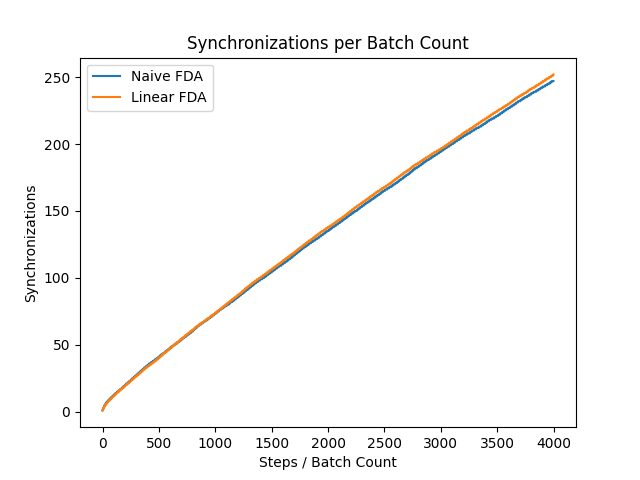 Synchronizations per Batch Count
Naive FDA
Linear FDA
Synchronizations
250
200
150
100
50
0
0 500 1000 1500 2000 2500 3000 3500 4000
Steps / Batch Count